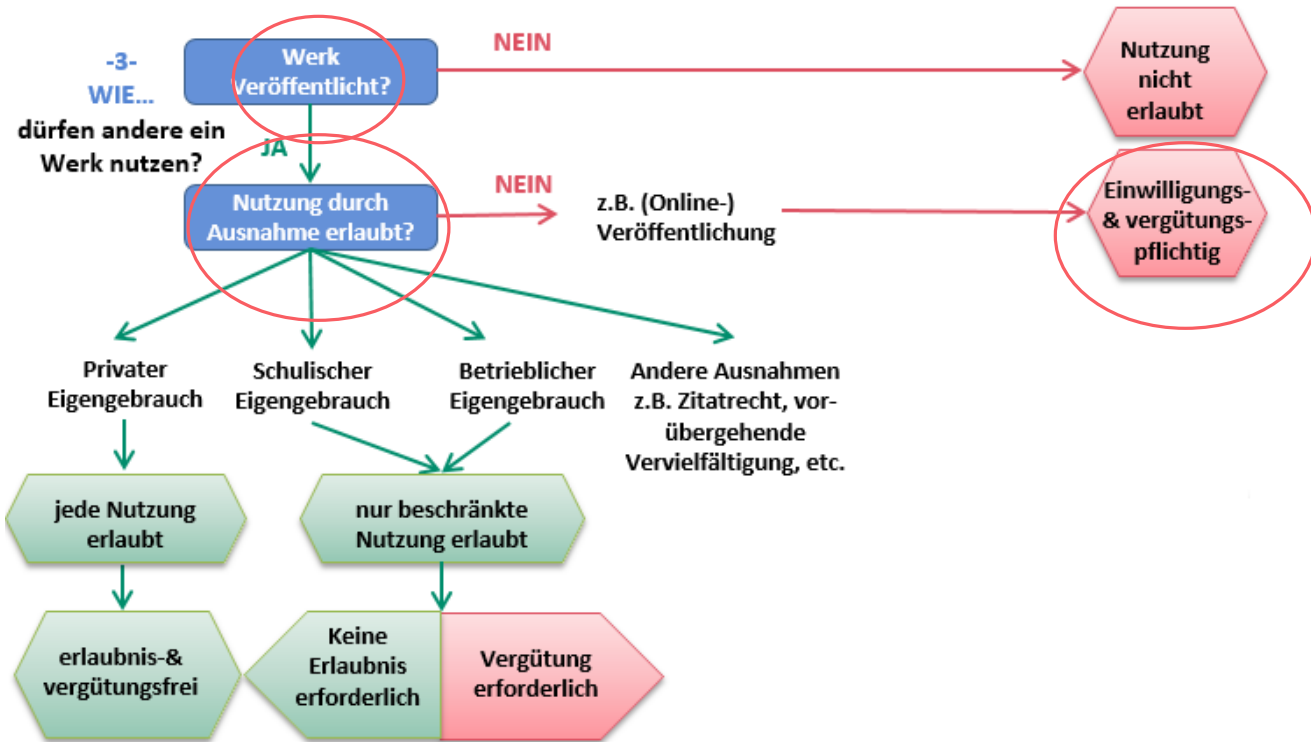 -3-
WIE...
dürfen andere ein
Werk nutzen?
Werk
Veröffentlicht?
NEIN
Nutzung
nicht
erlaubt
JA
Nutzung durch
Ausnahme erlaubt?
NEIN
z.B. (Online-)
Veröffentlichung
Einwilligungs-
& vergütungs-
pflichtig
Privater
Eigengebrauch
Schulischer
Eigengebrauch
Betrieblicher
Eigengebrauch
Andere Ausnahmen
z.B. Zitatrecht, vor-
übergehende
Vervielfältigung, etc.
jede Nutzung
erlaubt
nur beschränkte
Nutzung erlaubt
erlaubnis-&
vergütungsfrei
Keine
Erlaubnis
erforderlich
Vergütung
erforderlich